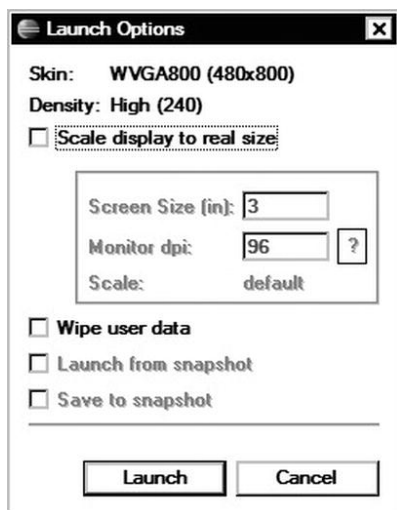 Launch Options
Skin: WVGA800 (480x800)
Density: High (240)
Scale display to real size
Screen Size (in): 3
Monitor dpi: 96 ?
Scale: default
Wipe user data
Launch from snapshot
Save to snapshot
Launch Cancel